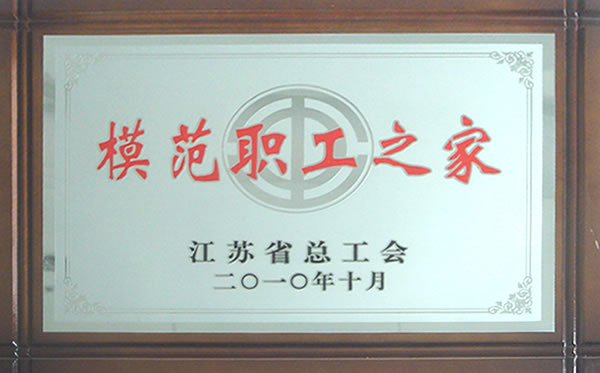 模范职工之家
江苏省总工会
二〇一〇年十月